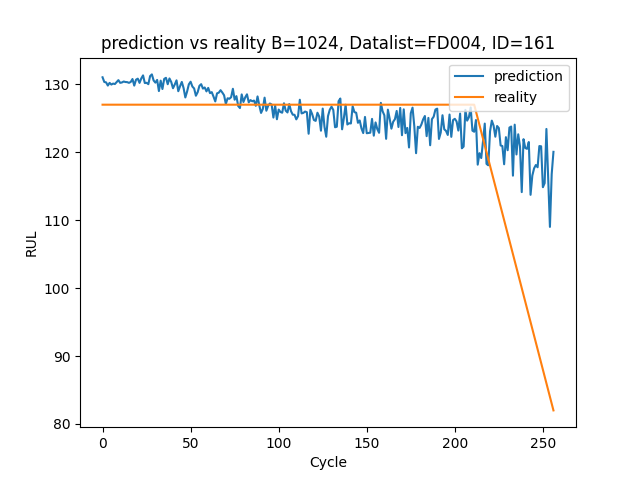 prediction vs reality B=1024, Datalist=FD004, ID=161
prediction
reality
RUL
130
120
110
100
90
80
0 50 100 150 200 250
Cycle